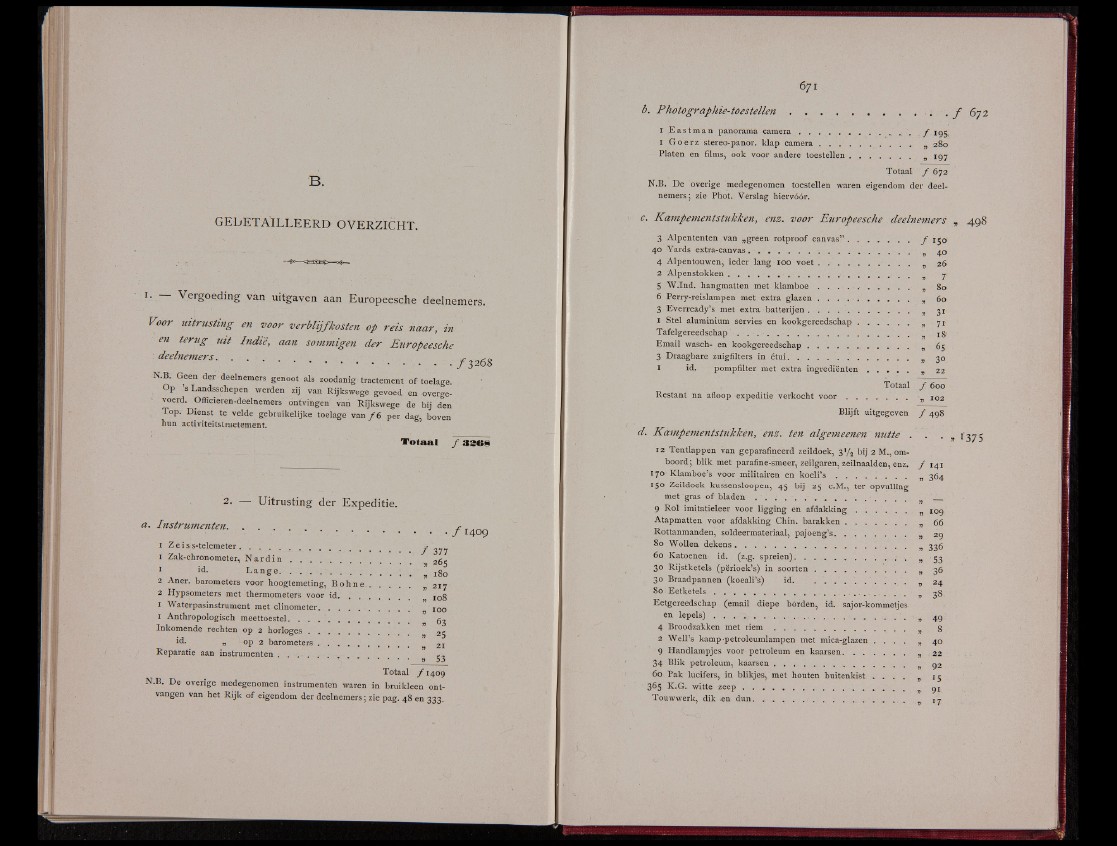 B.
GEDETAILLEERD OVERZICHT.
1. — Vergoeding van uitgaven aan Europeesche deelnemers.
Voor uitrusting en voor verblijfkosten op reis naar, in
en terug uit Indië, aan sommigen der Europeesche
deelnemers. . . . . . . . . . . . . . . f 3268
N.B. Geen der deelnemers genoot als zoodanig tractement of toelage.
Op 's Landsschepen werden zij van Rijkswege gevoed en overge-
voerd. Officieren-deelnemers ontvingen van Rijkswege de bij den
Top. Dienst te velde gebruikelijke toelage van f 6 per dag, boven
hun activiteitstractement.
Totaal f 3268
2. — Uitrusting der Expeditie.
a. Instrumenten. . . . . . . . . . . . . . . f 1409
1 Zeiss-telemeter . . . . . . . . . . . . . . f 377
1 Zak-chronometer, Nardin . . . . . . . . . . „ 265
1 id. Lange. . . . . . . . . . . . „ 180
2 Aner. barometers voor hoogtemeting, Bohne . . . . . „ 217
2 Hypsometers met thermometers voor id. . . . . . . „ 108
1 Waterpasinstrument met clinometer. . . . . . . . „ 100
1 Anthropologisch meettoestel. . . . . . . . . . . „ 63
Inkomende rechten op 2 horloges . . . . . . . . . „ 25
id. „ op 2 barometers . . . . . . . . „ 21
Reparatie aan instrumenten . . . . . . . . . . . „ 53
Totaal f 1409
N.B. De overige medegenomen instrumenten waren in bruikleen ont-
vangen van het Rijk of eigendom der deelnemers; zie pag. 48 en 333.
671
b. Photographie-toestellen . . . . . . . . . . . f 672
1 Eastman panorama camera . . . . . . . . . . . . f 195
1 Goerz stereo-panor. klap camera . . . . . . . . . „ 280
Platen en films, ook voor andere toestellen . . . . . . . „ 197
Totaal f 672
N.B. De overige medegenomen toestellen waren eigendom der deel-
nemers; zie Phot. Verslag hiervóór.
c. Kampementstukken, enz. voor Europeesche deelnemers „ 498
3 Alpententen van „green rotproof canvas” . . . . . . . f 150
40 Yards extra-canvas . . . . . . . . . . . . . . „ 40
4 Alpentouwen, ieder lang 100 voet . . . . . . . . . „ 26
2 Alpenstokken . . . . . . . . . . . . . . . . „ 7
5 W.Ind. hangmatten met klamboe . . . . . . . . . „ 80
6 Perry-reislampen met extra glazen . . . . . . . . . „ 60
3 Everready's met extra batterijen . . . . . . . . . . „ 31
1 Stel aluminium servies en kookgereedschap . . . . . . „ 71
Tafelgereedschap . . . . . . . . . . . . . . . „ 18
Email wasch- en kookgereedschap . . . . . . . . . . „ 65
3 Draagbare zuigfilters in étui. . . . . . . . . . . . „ 30
1 id. pompfilter met extra ingrediënten . . . . . „ 22
Totaal f 600
Restant na afloop expeditie verkocht voor . . . . . . . „ 102
Blijft uitgegeven f 498
d. Kampementstukken, enz. ten algemeenen nutte . . . „ 1375
12 Tentlappen van geparafineerd zeildoek, 3½ bij 2 M., om-
boord; blik met parafine-smeer, zeilgaren, zeilnaalden, enz. f 141
170 Klamboe's voor militairen en koeli's . . . . . . . . „ 364
150 Zeildoek kussensloopen, 45 bij 25 c.M., ter opvulling
met gras of bladen . . . . . . . . . . . . . . „ —
9 Rol imitatieleer voor ligging en afdakking . . . . . . „ 109
Atapmatten voor afdakking Chin. barakken . . . . . . . „ 66
Rottanmanden, soldeermateriaal, pajoeng's. . . . . . . . „ 29
80 Wollen dekens . . . . . . . . . . . . . . . „ 336
60 Katoenen id. (z.g. spreien). . . . . . . . . . . „ 53
30 Rijstketels (përioek's) in soorten . . . . . . . . . „ 36
30 Braadpannen (koeali's) id. . . . . . . . . . „ 24
80 Eetketels . . . . . . . . . . . . . . . . . „ 38
Eetgereedschap (email diepe borden, id. sajor-kommetjes
en lepels) . . . . . . . . . . . . . . . . . „ 49
4 Broodzakken met riem . . . . . . . . . . . . . „ 8
2 Well's kamp-petroleumlampen met mica-glazen . . . . „ 40
9 Handlampjes voor petroleum en kaarsen. . . . . . . „ 22
34 Blik petroleum, kaarsen . . . . . . . . . . . . . „ 92
60 Pak lucifers, in blikjes, met houten buitenkist . . . . „ 15
365 K.G. witte zeep . . . . . . . . . . . . . . . „ 91
Touwwerk, dik en dun. . . . . . . . . . . . . . „ 17